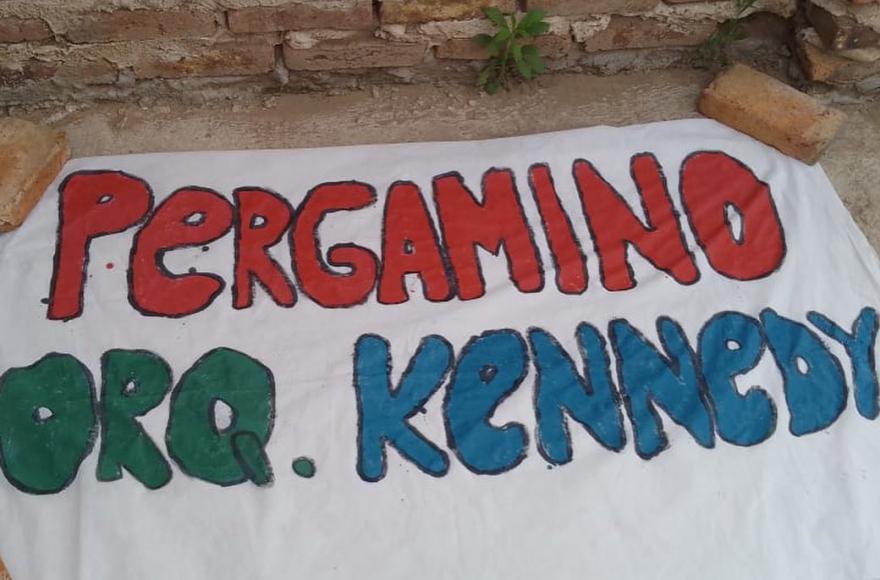 PeRGAMINO
ORQ. KeNNeDY